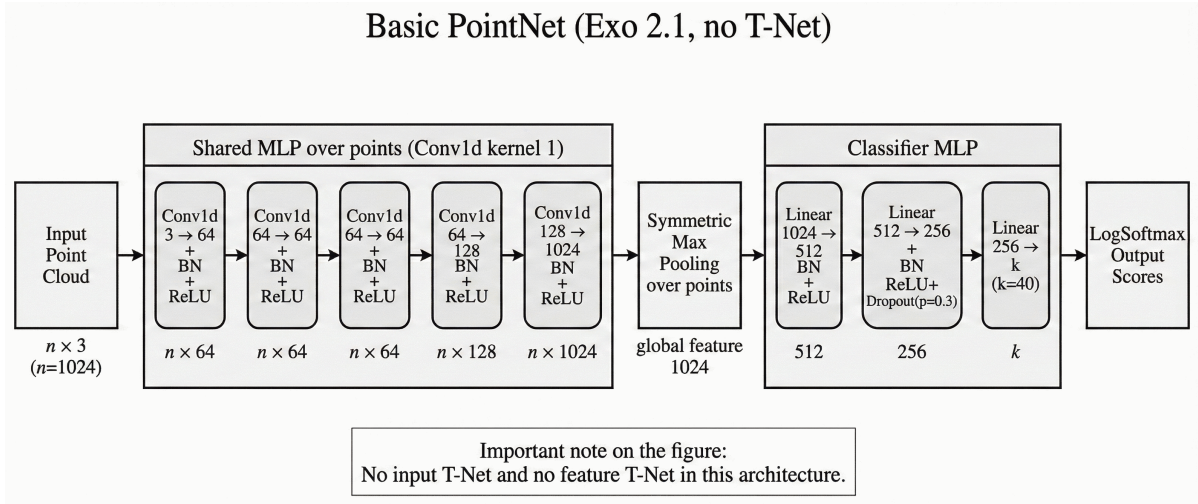 Basic PointNet (Exo 2.1, no T-Net)
Shared MLP over points (Conv1d kernel 1)
Classifier MLP
Input
Point
Cloud
n × 3
(n=1024)
Conv1d
3 → 64
+
BN
+
ReLU
n × 64
Conv1d
64 → 64
+
BN
+
ReLU
n × 64
Conv1d
64 → 64
+
BN
+
ReLU
n × 64
Conv1d
64 →
128
BN
+
ReLU
n × 128
Conv1d
128 →
1024
BN
+
ReLU
n × 1024
Symmetric
Max
Pooling
over points
global feature
1024
Linear
1024 →
512
BN
+
ReLU
512
Linear
512 → 256
+
BN
ReLU+
Dropout(p=0.3)
256
Linear
256 →
k
(k=40)
k
LogSoftmax
Output
Scores
Important note on the figure:
No input T-Net and no feature T-Net in this architecture.